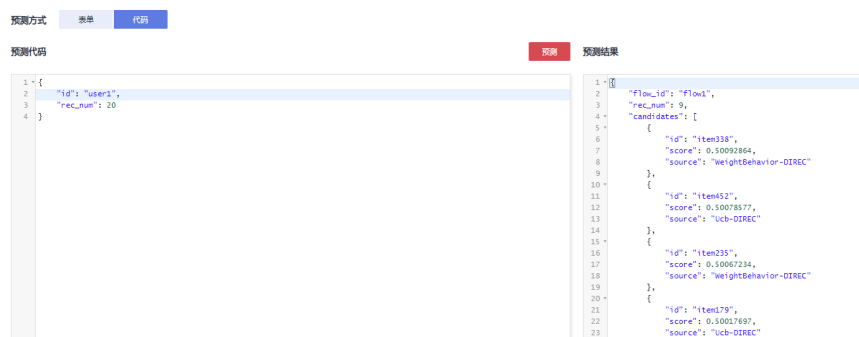 预测方式 表单 代码
预测代码 预测 预测结果
1 {
2 "id": "user1",
3 "rec_num": 20
4 }
1 {
2 "flow_id": "flow1",
3 "rec_num": 9,
4 "candidates": [
5 {
6 "id": "item338",
7 "score": 0.50092864,
8 "source": "WeightBehavior-DIREC"
9 },
10 {
11 "id": "item452",
12 "score": 0.50078577,
13 "source": "Ucb-DIREC"
14 },
15 {
16 "id": "item235",
17 "score": 0.50067234,
18 "source": "WeightBehavior-DIREC"
19 },
20 {
21 "id": "item179",
22 "score": 0.50017697,
23 "source": "Ucb-DIREC"